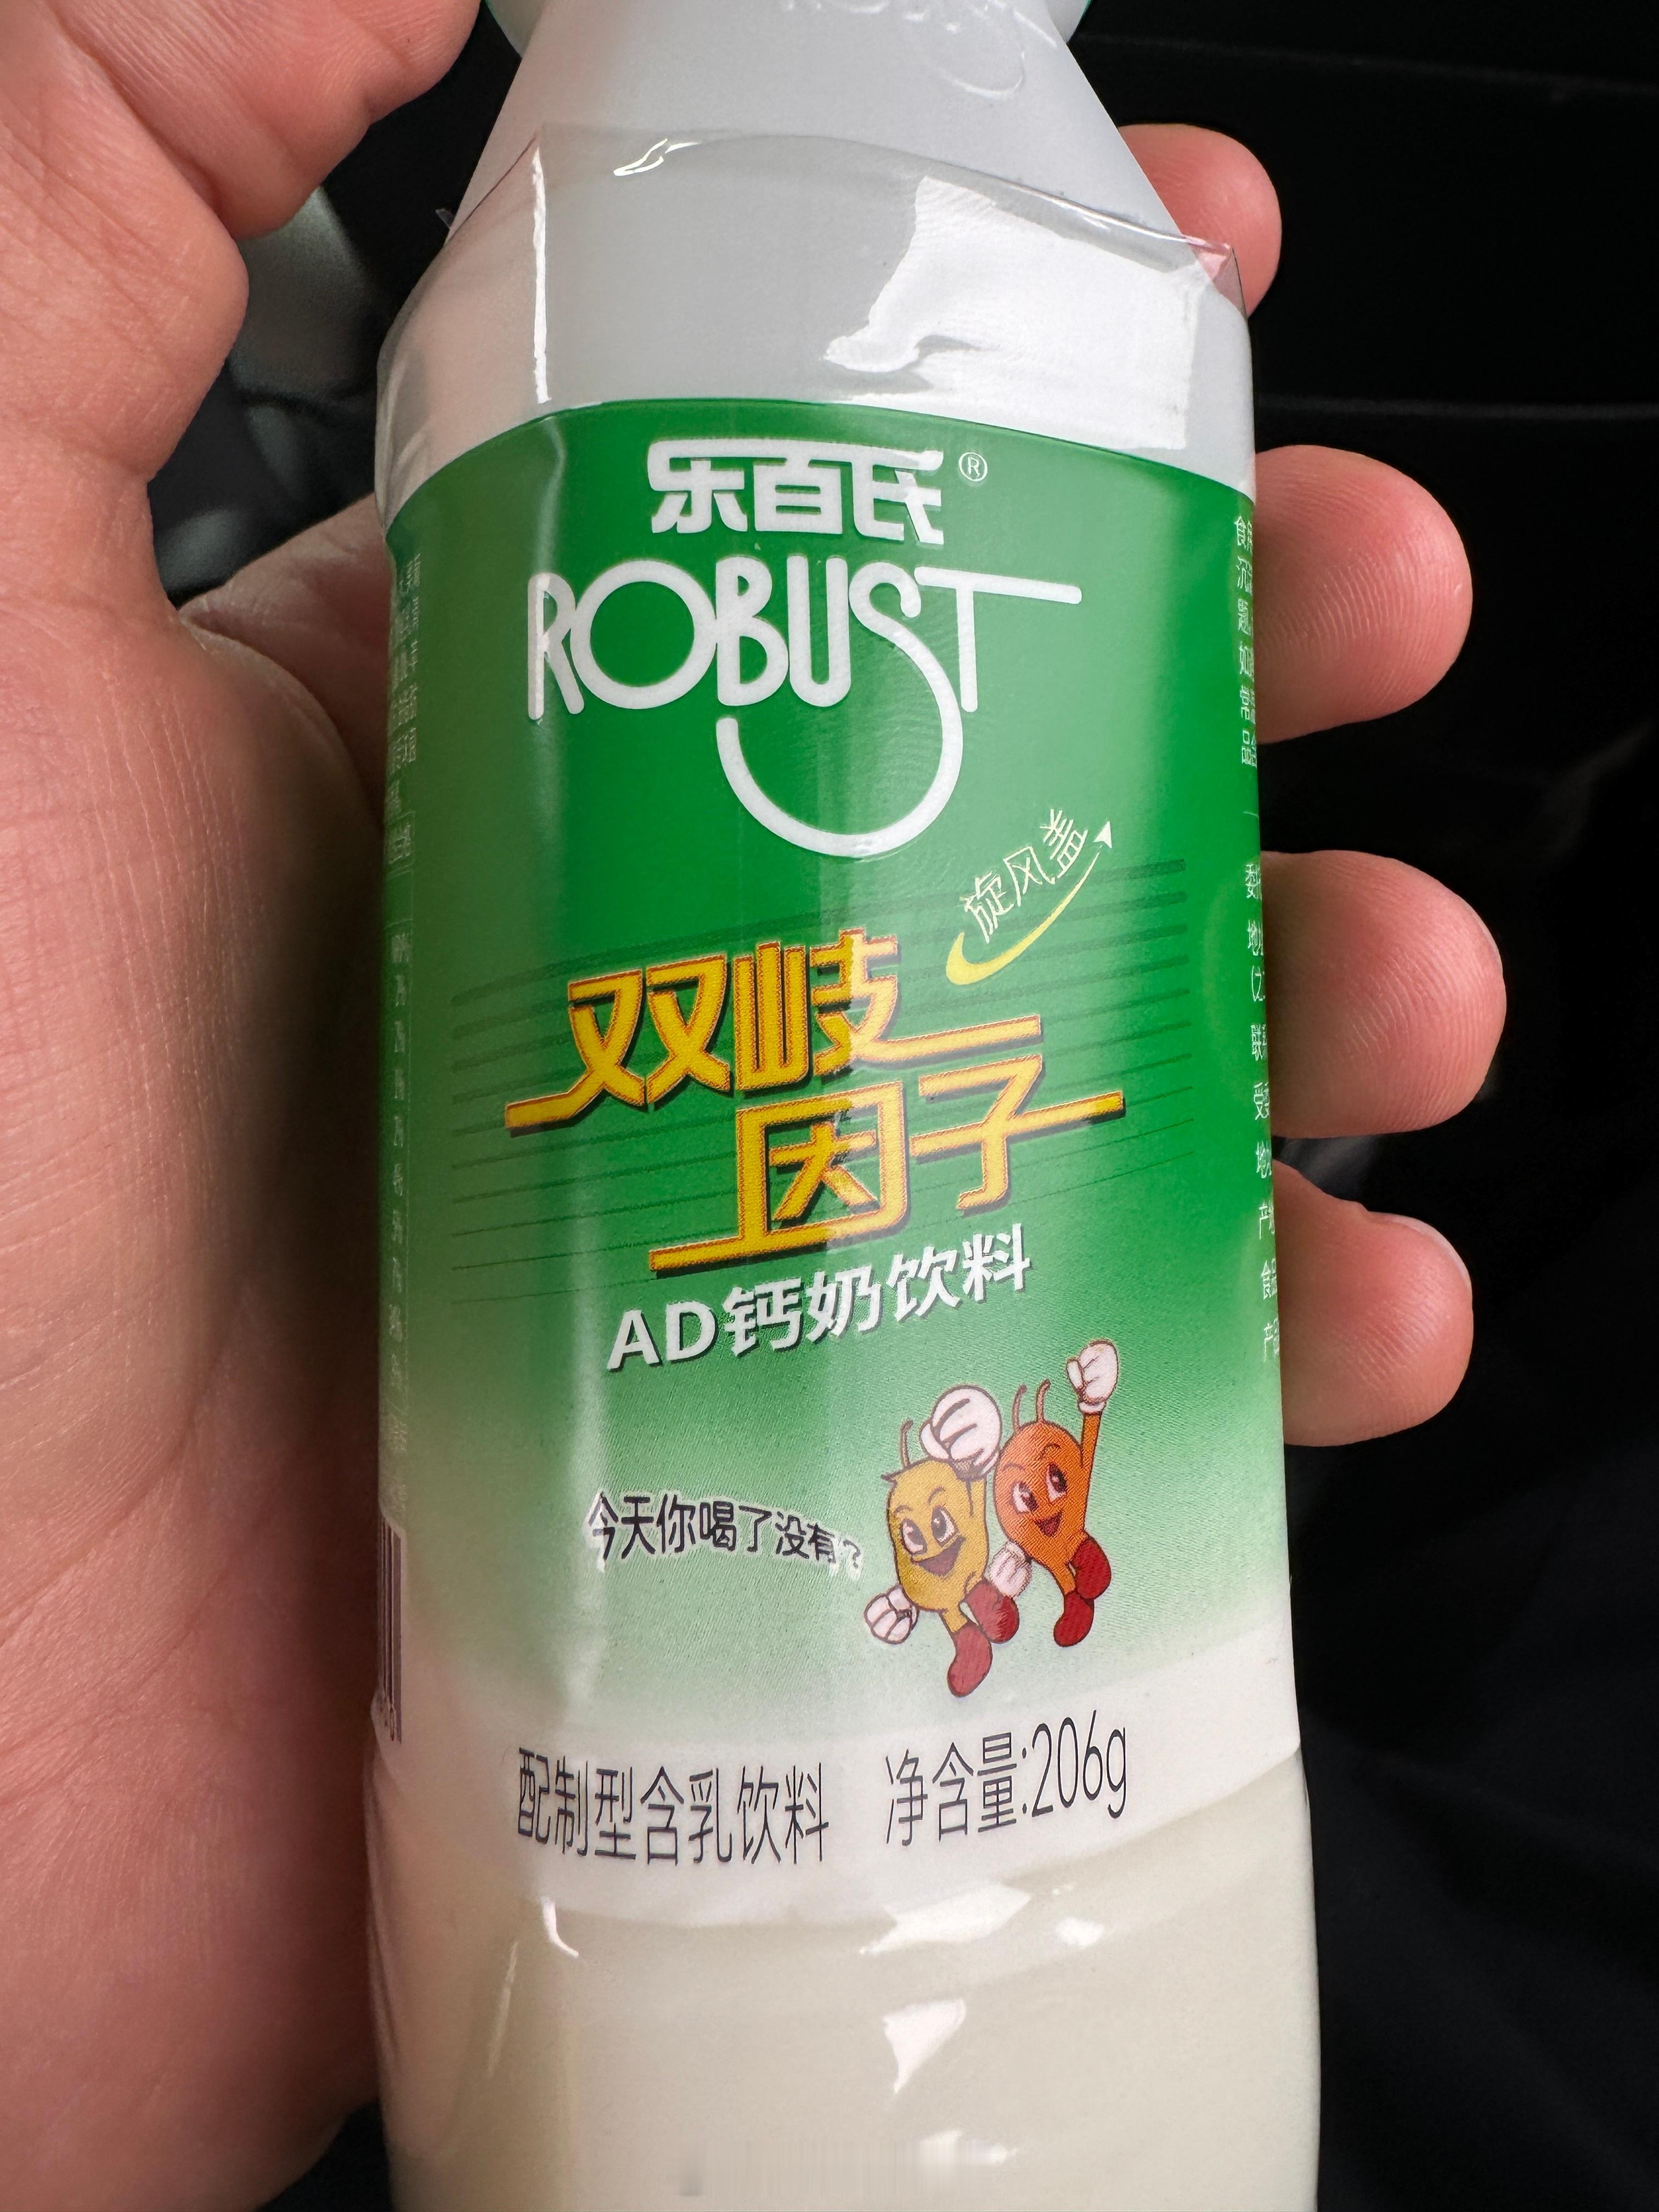 乐百氏®
ROBUST
旋风盖
双歧
因子
AD钙奶饮料
今天你喝了没有?
配制型含乳饮料 净含量:206g